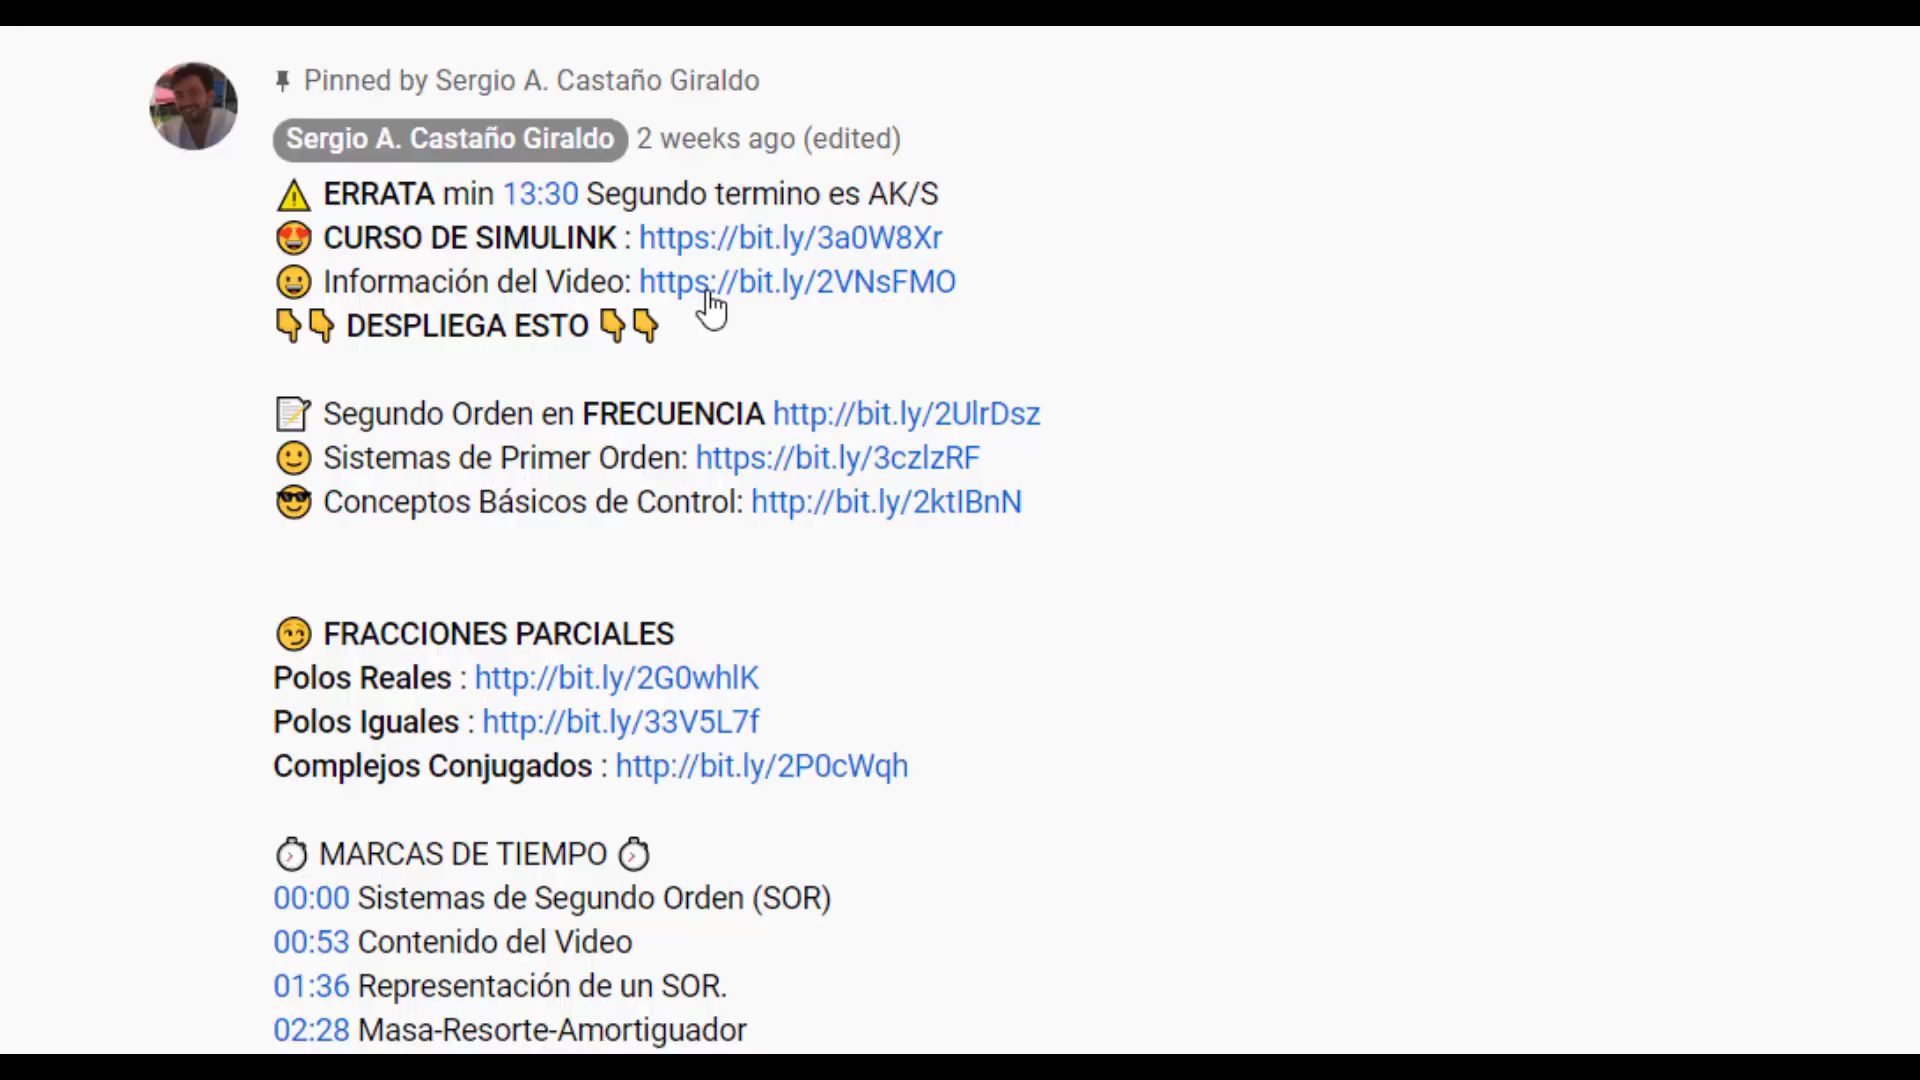 Pinned by Sergio A. Castaño Giraldo
Sergio A. Castaño Giraldo 2 weeks ago (edited)
⚠ ERRATA min 13:30 Segundo termino es AK/S
😍 CURSO DE SIMULINK : https://bit.ly/3a0W8Xr
😀 Información del Video: https://bit.ly/2VNsFMO
👇👇 DESPLIEGA ESTO 👇👇
📝 Segundo Orden en FRECUENCIA http://bit.ly/2UlrDsz
🙂 Sistemas de Primer Orden: https://bit.ly/3czlzRF
😎 Conceptos Básicos de Control: http://bit.ly/2ktIBnN
😏 FRACCIONES PARCIALES
Polos Reales : http://bit.ly/2G0whlK
Polos Iguales : http://bit.ly/33V5L7f
Complejos Conjugados : http://bit.ly/2P0cWqh
⏱ MARCAS DE TIEMPO ⏱
00:00 Sistemas de Segundo Orden (SOR)
00:53 Contenido del Video
01:36 Representación de un SOR.
02:28 Masa-Resorte-Amortiguador